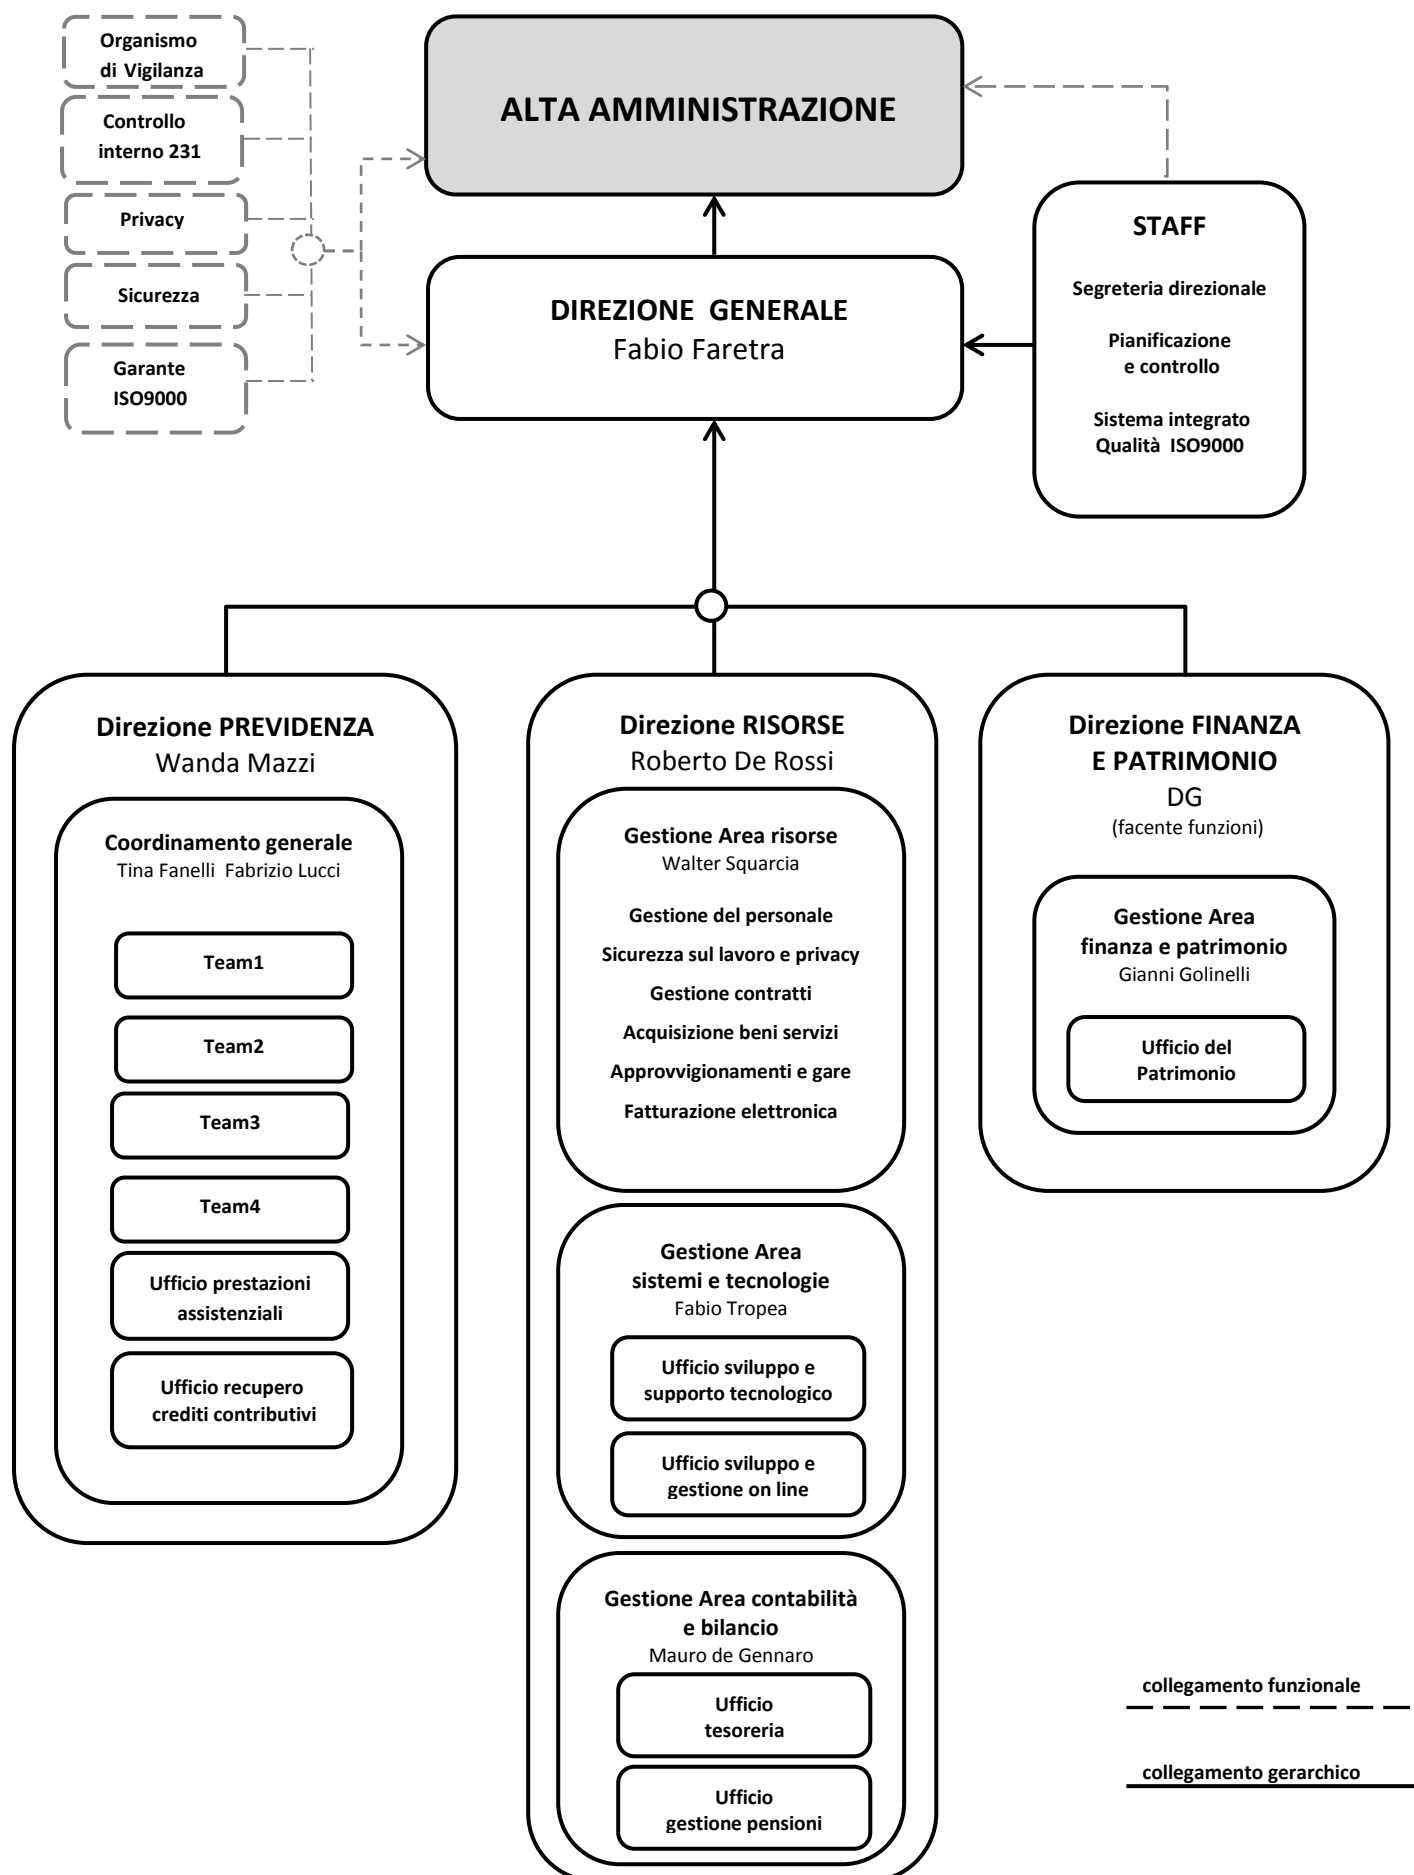 Organismo
di Vigilanza
Controllo
interno 231
Privacy
Sicurezza
Garante
ISO9000
ALTA AMMINISTRAZIONE
DIREZIONE GENERALE
Fabio Faretra
STAFF
Segreteria direzionale
Pianificazione
e controllo
Sistema integrato
Qualità ISO9000
Direzione PREVIDENZA
Wanda Mazzi
Coordinamento generale
Tina Fanelli Fabrizio Lucci
Team1
Team2
Team3
Team4
Ufficio prestazioni
assistenziali
Ufficio recupero
crediti contributivi
Direzione RISORSE
Roberto De Rossi
Gestione Area risorse
Walter Squarcia
Gestione del personale
Sicurezza sul lavoro e privacy
Gestione contratti
Acquisizione beni servizi
Approvvigionamenti e gare
Fatturazione elettronica
Gestione Area
sistemi e tecnologie
Fabio Tropea
Ufficio sviluppo e
supporto tecnologico
Ufficio sviluppo e
gestione on line
Gestione Area contabilità
e bilancio
Mauro de Gennaro
Ufficio
tesoreria
Ufficio
gestione pensioni
Direzione FINANZA
E PATRIMONIO
DG
(facente funzioni)
Gestione Area
finanza e patrimonio
Gianni Golinelli
Ufficio del
Patrimonio
collegamento funzionale
collegamento gerarchico